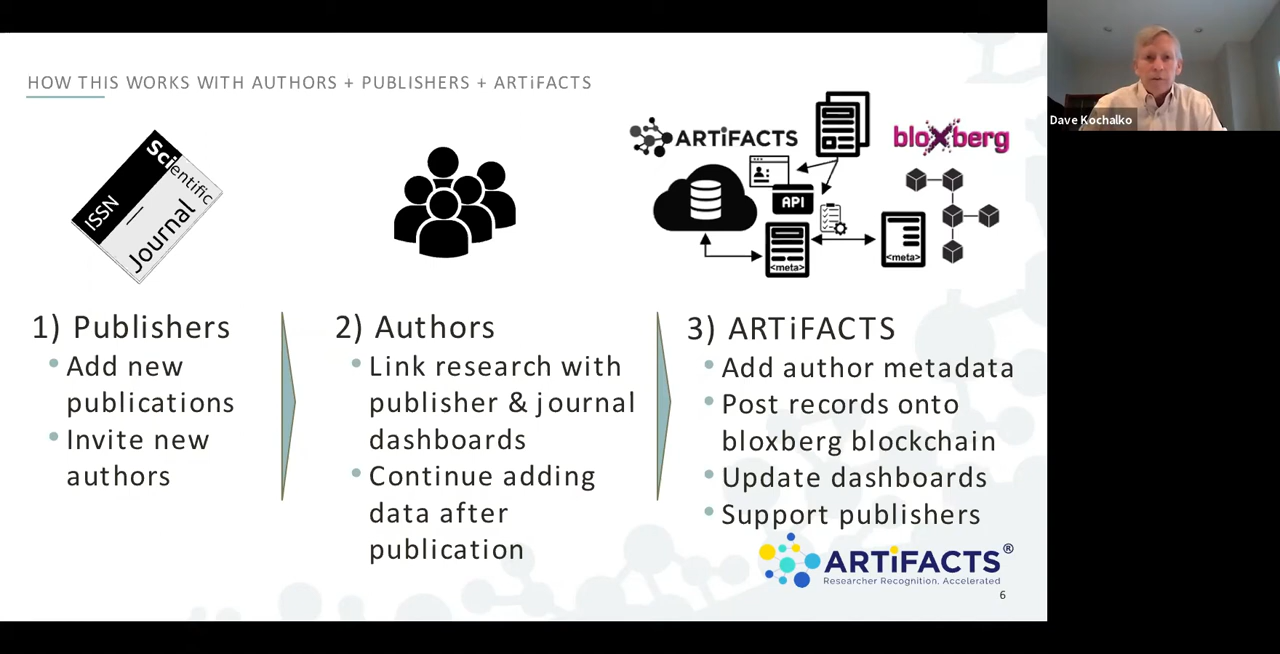 HOW THIS WORKS WITH AUTHORS + PUBLISHERS + ARTiFACTS
Scientific
ISSN
Journal
ARTiFACTS
bloxberg
API
<meta>
<meta>
1) Publishers
Add new
publications
Invite new
authors
2) Authors
Link research with
publisher & journal
dashboards
Continue adding
data after
publication
3) ARTiFACTS
Add author metadata
Post records onto
bloxberg blockchain
Update dashboards
Support publishers
ARTiFACTS®
Researcher Recognition, Accelerated
6
Dave Kochalko